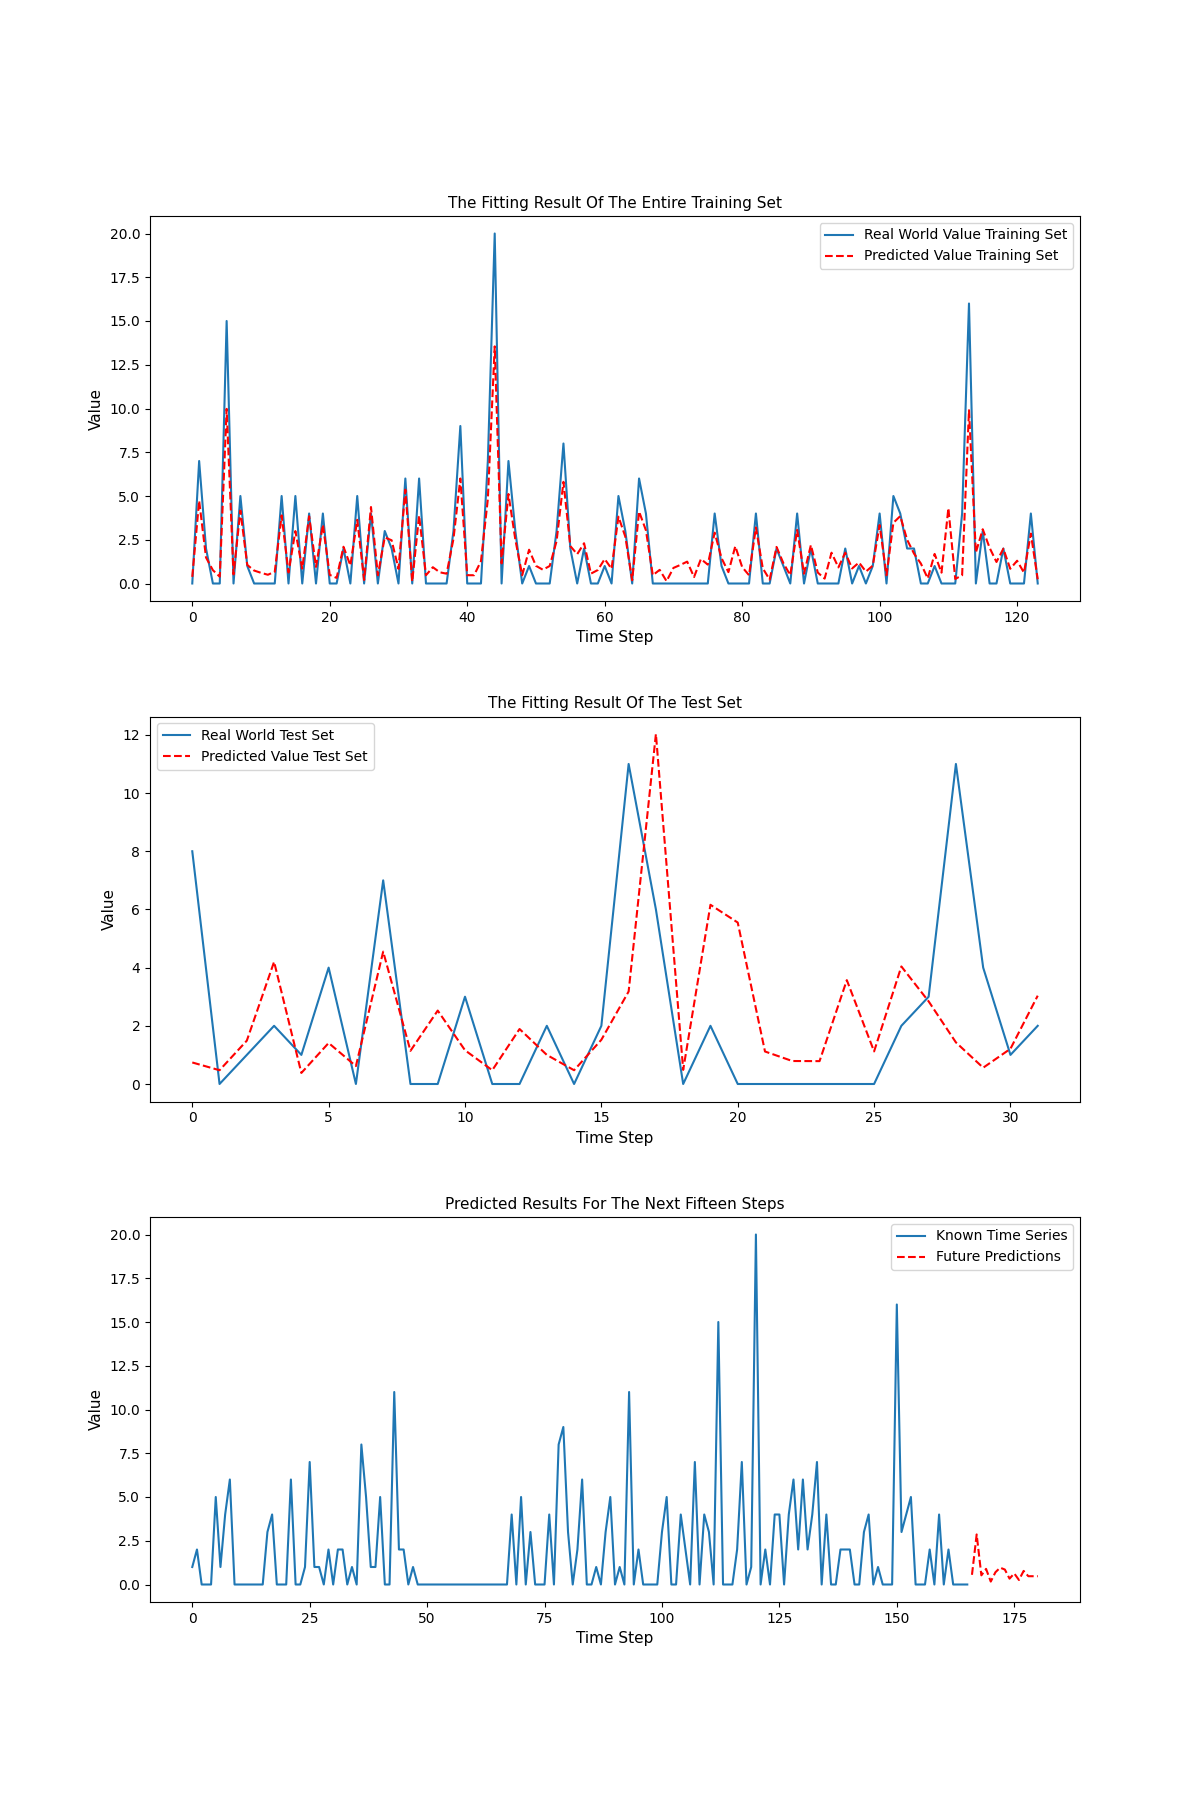 The Fitting Result Of The Entire Training Set
Real World Value Training Set
Predicted Value Training Set
20.0
17.5
15.0
12.5
10.0
7.5
5.0
2.5
0.0
Value
0 20 40 60 80 100 120
Time Step
The Fitting Result Of The Test Set
Real World Test Set
Predicted Value Test Set
12
10
8
6
4
2
0
Value
0 5 10 15 20 25 30
Time Step
Predicted Results For The Next Fifteen Steps
Known Time Series
Future Predictions
20.0
17.5
15.0
12.5
10.0
7.5
5.0
2.5
0.0
Value
0 25 50 75 100 125 150 175
Time Step